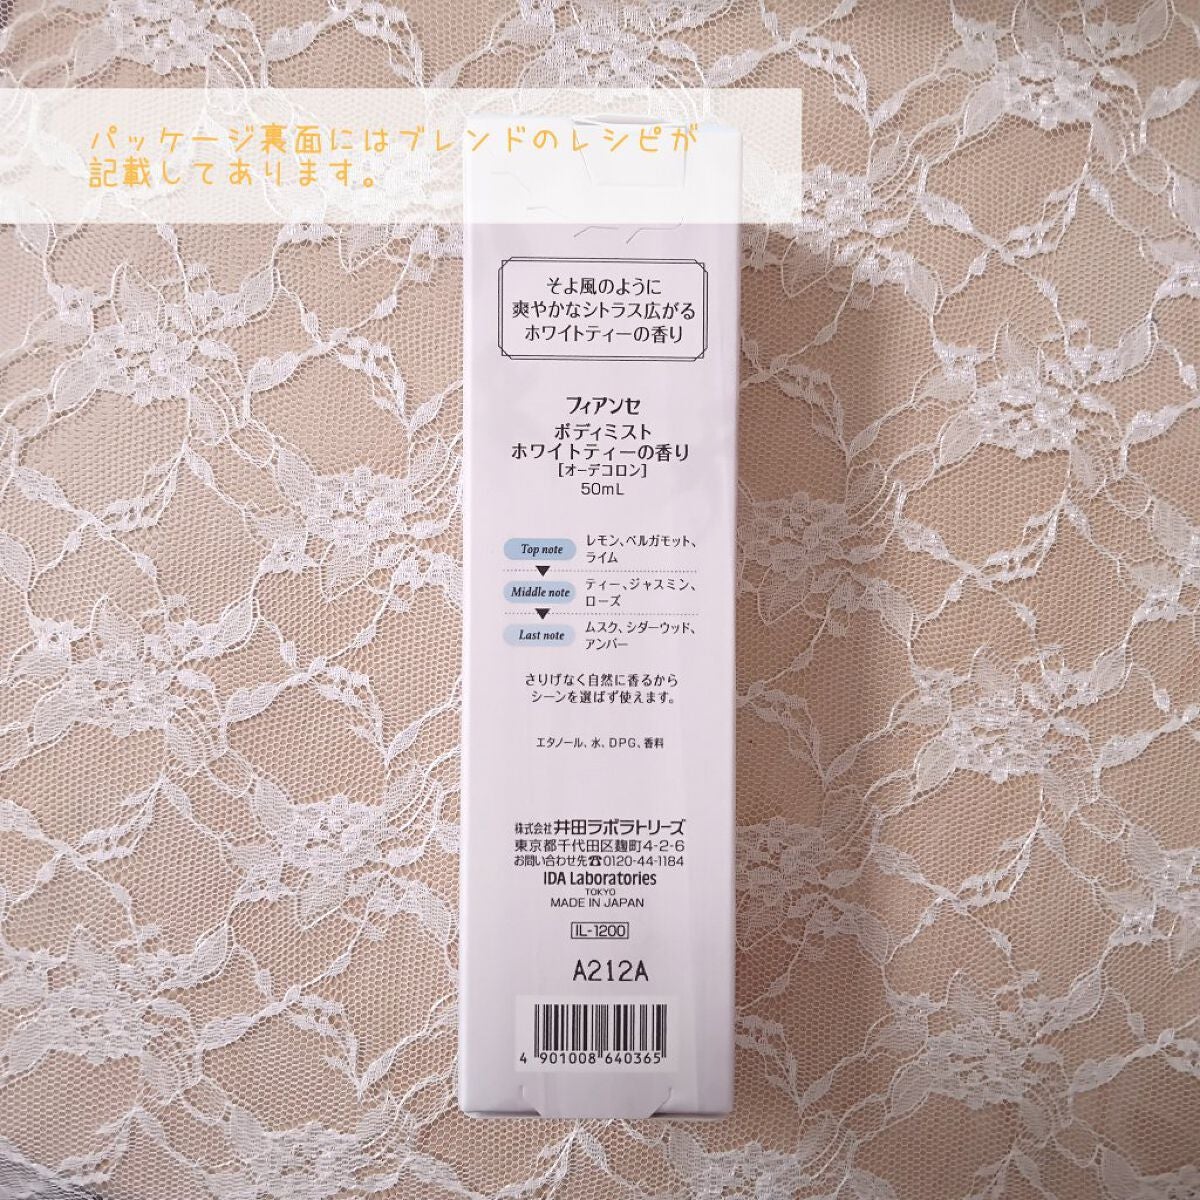 パッケージ裏面にはブレンドのレシピが
記載してあります。
そよ風のように
爽やかなシトラス広がる
ホワイトティーの香り
フィアンセ
ボディミスト
ホワイトティーの香り
[オーデコロン]
50mL
Top note レモン、ベルガモット、
ライム
Middle note ティー、ジャスミン、
ローズ
Last note ムスク、シダーウッド、
アンバー
さりげなく自然に香るから
シーンを選ばず使えます。
エタノール、水、DPG、香料
株式会社 井田ラボラトリーズ
東京都千代田区麹町4-2-6
お問い合わせ先☎0120-44-1184
IDA Laboratories
TOKYO
MADE IN JAPAN
IL-1200
A212A
4 901008 640365